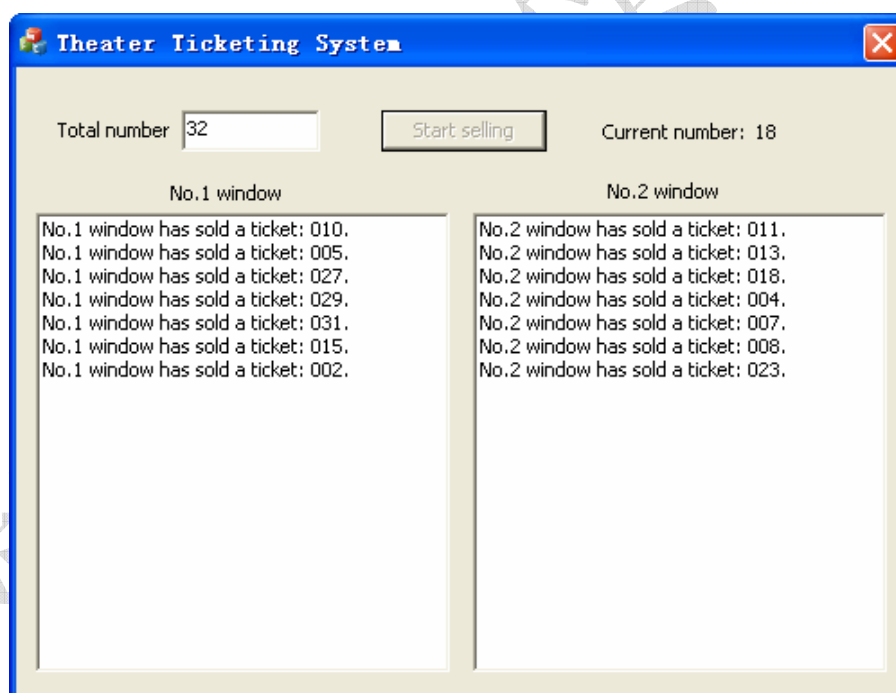 Theater Ticketing System
Total number 32 Start selling Current number: 18
No.1 window No.2 window
No.1 window has sold a ticket: 010.
No.1 window has sold a ticket: 005.
No.1 window has sold a ticket: 027.
No.1 window has sold a ticket: 029.
No.1 window has sold a ticket: 031.
No.1 window has sold a ticket: 015.
No.1 window has sold a ticket: 002.
No.2 window has sold a ticket: 011.
No.2 window has sold a ticket: 013.
No.2 window has sold a ticket: 018.
No.2 window has sold a ticket: 004.
No.2 window has sold a ticket: 007.
No.2 window has sold a ticket: 008.
No.2 window has sold a ticket: 023.